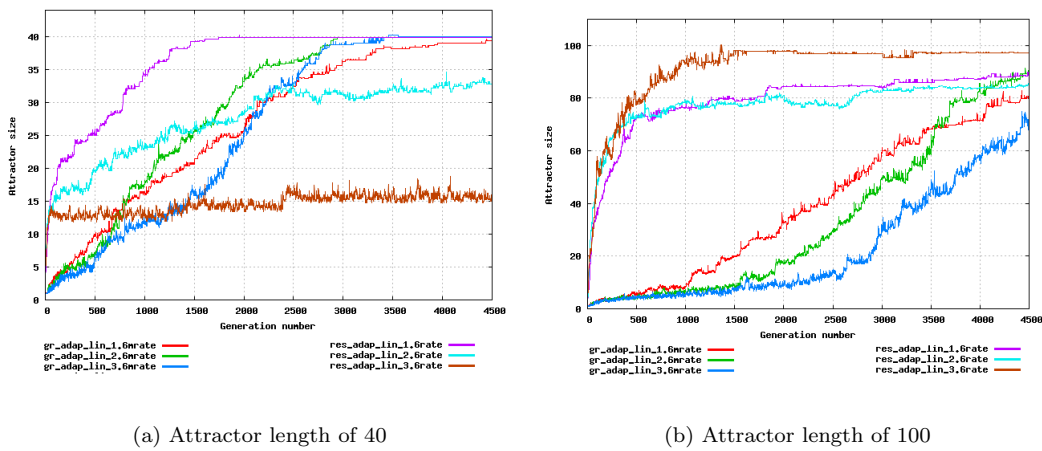 40
35
30
25
20
15
10
5
0
Attractor size
0 500 1000 1500 2000 2500 3000 3500 4000 4500
Generation number
gr_adap_lin_1.6mrate
gr_adap_lin_2.6mrate
gr_adap_lin_3.6mrate
res_adap_lin_1.6rate
res_adap_lin_2.6rate
res_adap_lin_3.6rate
(a) Attractor length of 40
100
80
60
40
20
0
Attractor size
0 500 1000 1500 2000 2500 3000 3500 4000 4500
Generation number
gr_adap_lin_1.6mrate
gr_adap_lin_2.6mrate
gr_adap_lin_3.6mrate
res_adap_lin_1.6rate
res_adap_lin_2.6rate
res_adap_lin_3.6rate
(b) Attractor length of 100